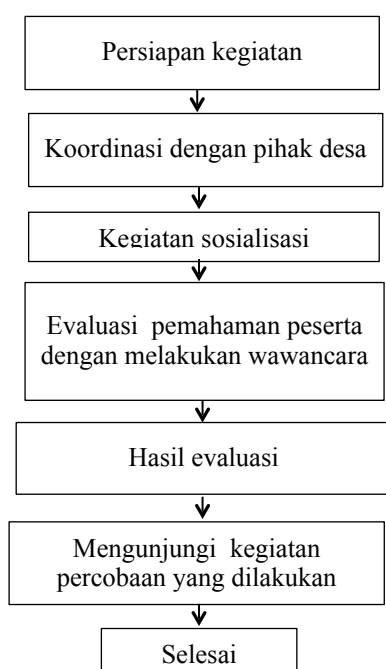 Persiapan kegiatan
Koordinasi dengan pihak desa
Kegiatan sosialisasi
Evaluasi pemahaman peserta
dengan melakukan wawancara
Hasil evaluasi
Mengunjungi kegiatan
percobaan yang dilakukan
Selesai